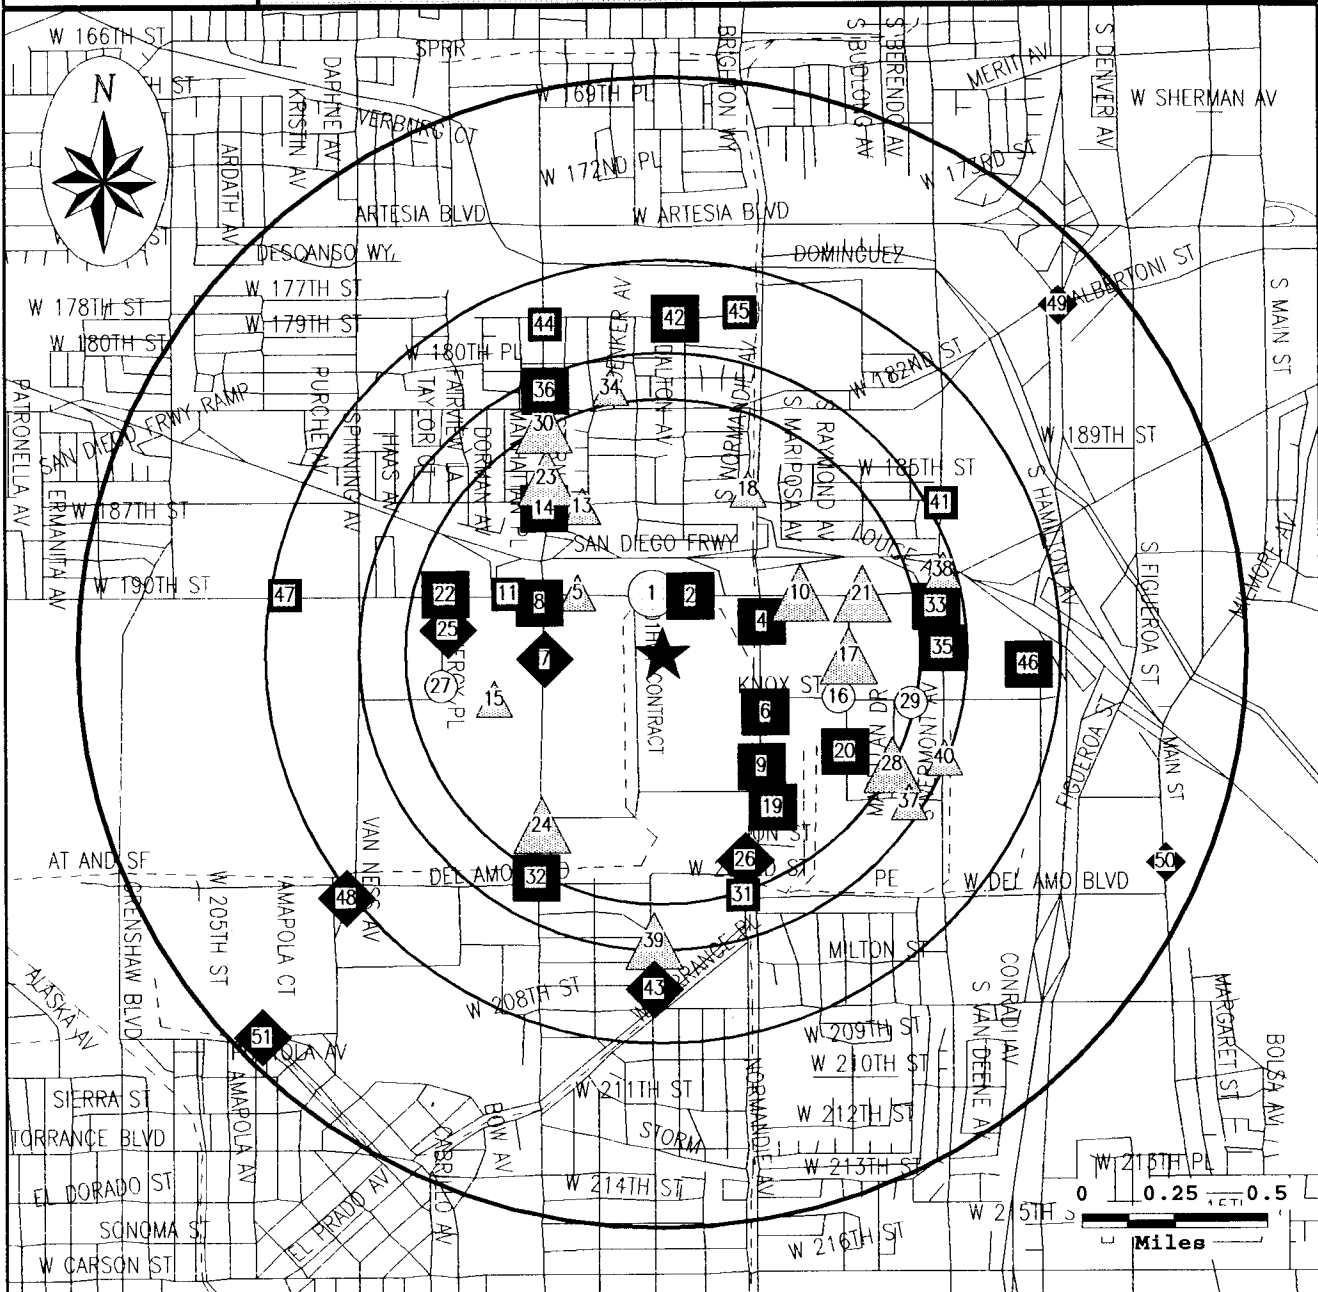 W 166TH ST
SPRR
BRIGHTON WY
S BUDLONG AV
S BERENDO AV
MERIT AV
S DENVER AV
W SHERMAN AV
N
H ST
KRISTIN AV
DAPHNE AV
VERBURG CT
W 169TH PL
ARDATH AV
W 172ND PL
W 173RD ST
ARTESIA BLVD
W ARTESIA BLVD
ST
DESCANSO WY
DOMINGUEZ
ALBERTONI ST
W 177TH ST
W 178TH ST
W 179TH ST
W 180TH ST
W 180TH PL
S MAIN ST
49
44
42
45
36
34
DALTON AV
W 182ND ST
PATRONELLA AV
SAN DIEGO FRWY RAMP
PURCHE AV
SPINNING AV
HAAS AV
TAYLOR CT
FAIRVIEW LA
DORMAN AV
MANHATTAN PL
30
S MARIPOSA AV
S RAYMOND AV
W 189TH ST
W 185TH ST
ERMANITA AV
W 187TH ST
23
14
13
18
41
S HAMILTON AV
SAN DIEGO FRWY
S FIGUEROA ST
W 190TH ST
47
22
11
8
5
1
2
10
21
38
33
4
25
7
17
35
46
27
15
CONTRACT
KNOX ST
16
29
6
9
20
28
40
37
19
FIGUEROA ST
MAIN ST
24
AT AND SF
VAN NESS AV
DEL AMO
32
26
31
PE
W DEL AMO BLVD
50
48
CRENSHAW BLVD
W 205TH ST
AMAPOLA CT
39
43
MILTON ST
ALASKA AV
W 208TH ST
S VAN DEENE AV
CONRADI AV
MARGARET ST
BOLSA AV
51
W 209TH ST
W 210TH ST
SIERRA ST
AMAPOLA AV
W 211TH ST
W 212TH ST
NORMANDIE AV
TORRANCE BLVD
BOW AV
CABRILLO AV
STORM
W 213TH ST
W 213TH PL
EL DORADO ST
W 214TH ST
EL PRADO AV
SONOMA ST
W 215TH S
W 216TH ST
W CARSON ST
0 0.25 0.5
Miles